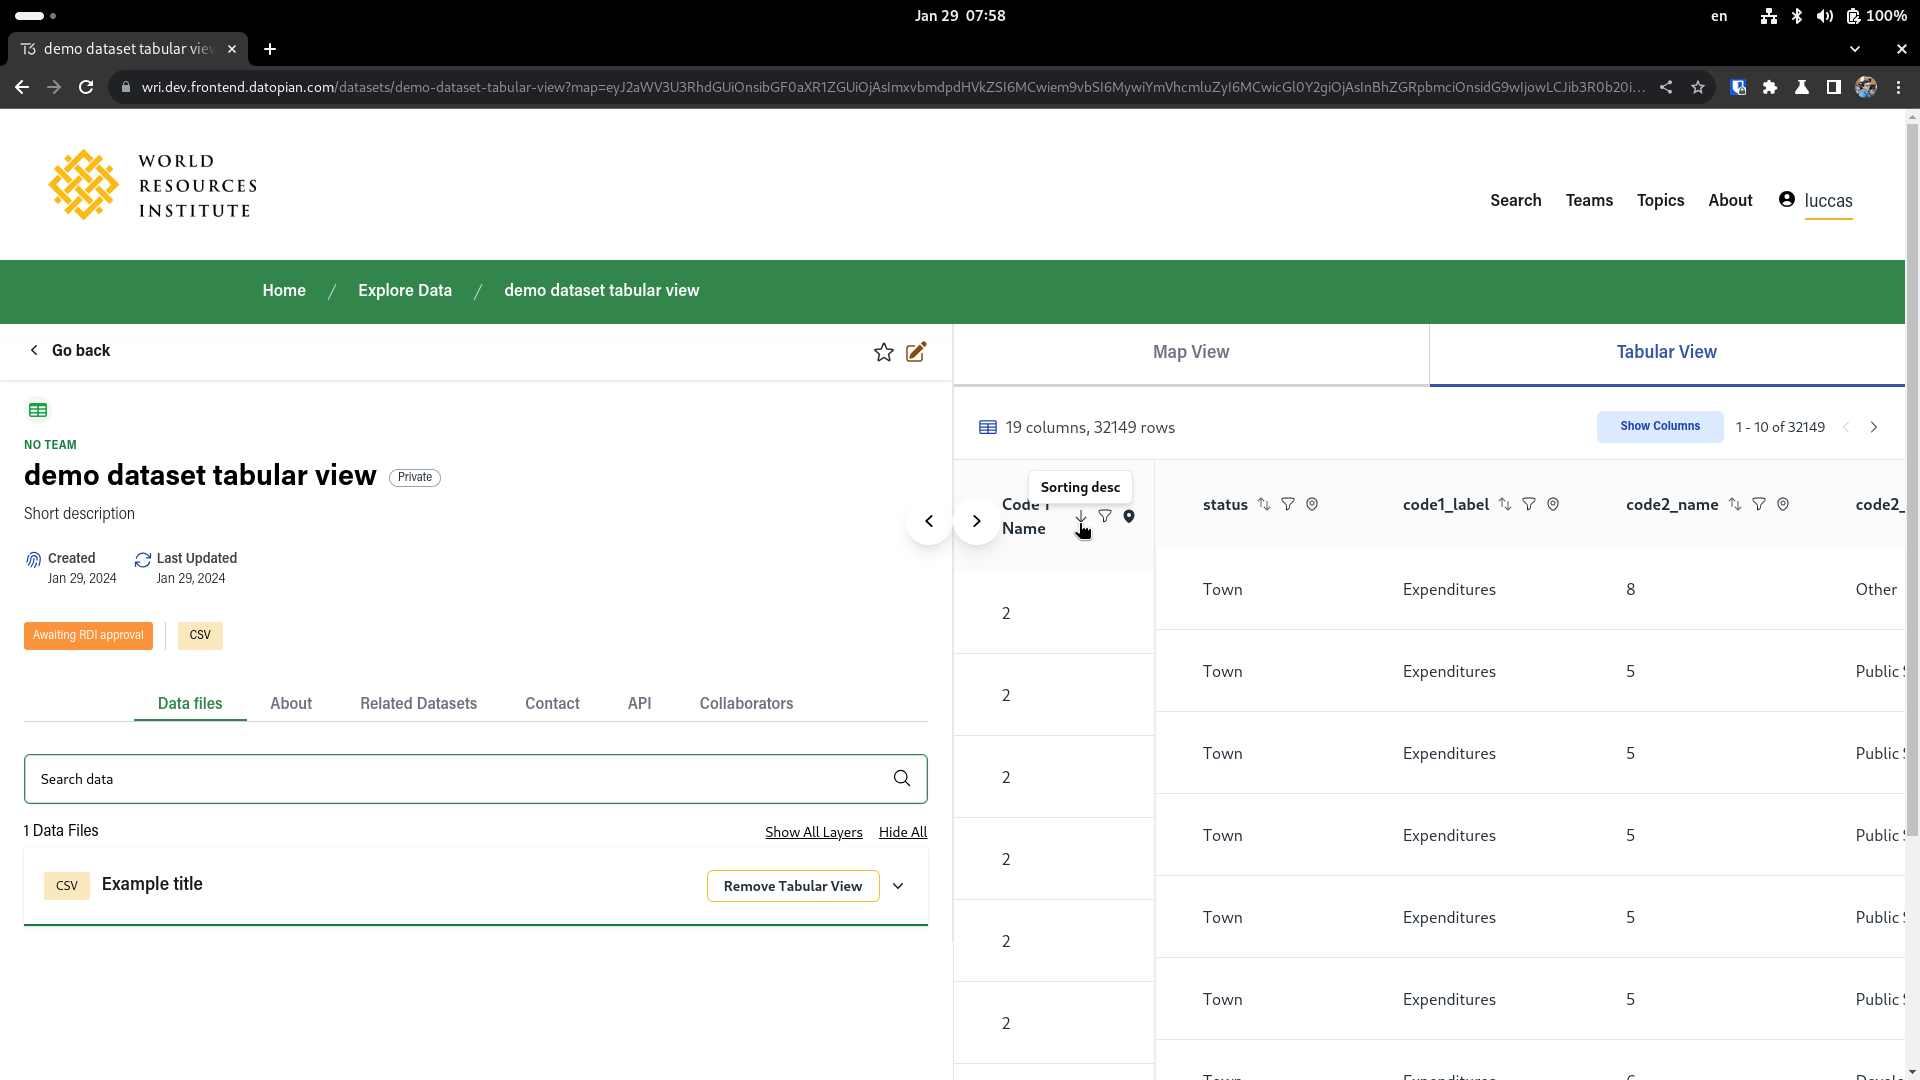 Jan 29 07:58
en
100%
demo dataset tabular vie
wri.dev.frontend.datopian.com/datasets/demo-dataset-tabular-view?map=
WORLD
RESOURCES
INSTITUTE
Search
Teams
Topics
About
luccas
Home / Explore Data / demo dataset tabular view
Go back
NO TEAM
demo dataset tabular view
Private
Short description
Created
Jan 29, 2024
Last Updated
Jan 29, 2024
Awaiting RDI approval
CSV
Data files
About
Related Datasets
Contact
API
Collaborators
Search data
1 Data Files
Show All Layers
Hide All
CSV
Example title
Remove Tabular View
Map View
Tabular View
19 columns, 32149 rows
Show Columns
1 - 10 of 32149
Sorting desc
Code 1
Name
status
code1_label
code2_name
code2_
2 Town Expenditures 8 Other
2 Town Expenditures 5 Public
2 Town Expenditures 5 Public
2 Town Expenditures 5 Public
2 Town Expenditures 5 Public
2 Town Expenditures 5 Public